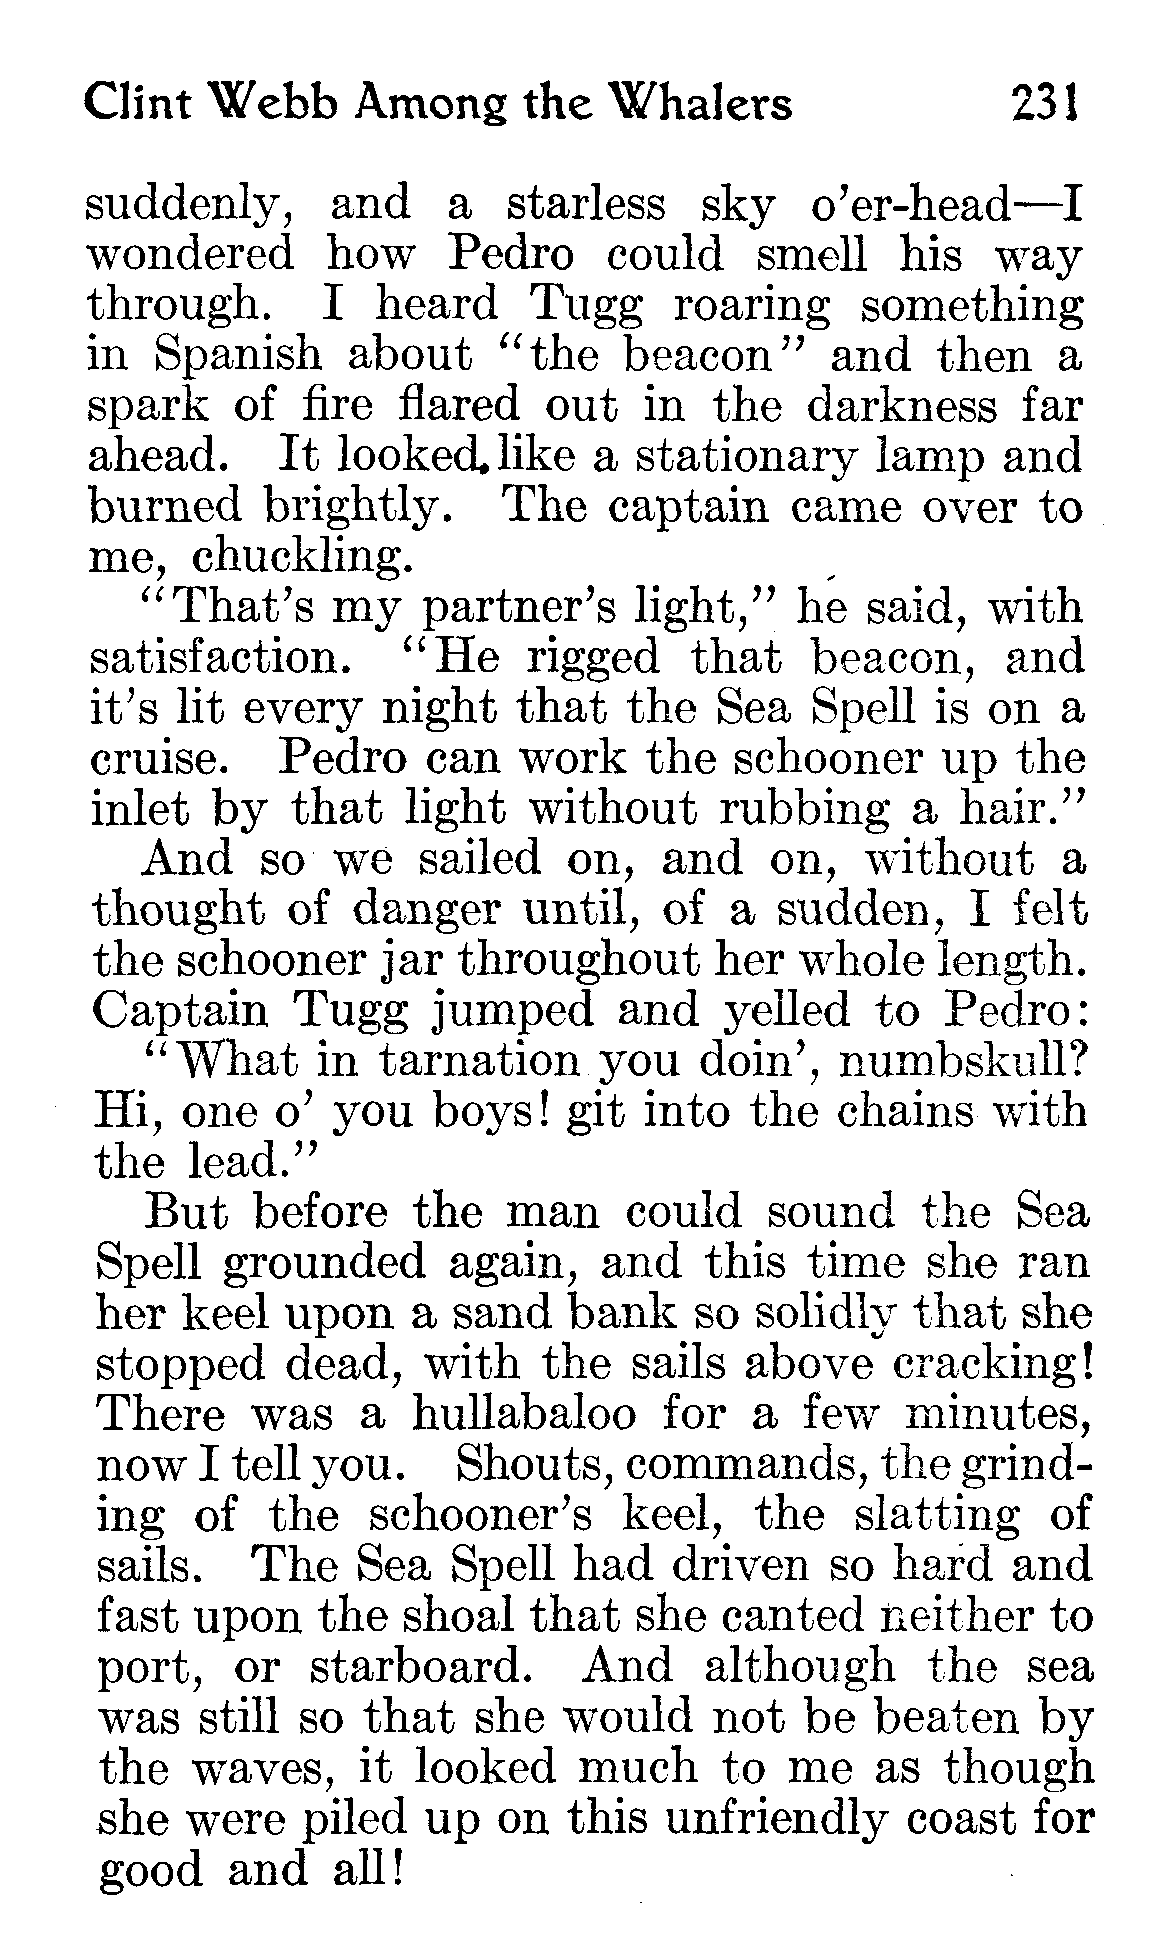 Clint Webb Among the Whalers 231
suddenly, and a starless sky o'er-head—I
wondered how Pedro could smell his way
through. I heard Tugg roaring something
in Spanish about "the beacon" and then a
spark of fire flared out in the darkness far
ahead. It looked like a stationary lamp and
burned brightly. The captain came over to
me, chuckling.
"That's my partner's light," he said, with
satisfaction. "He rigged that beacon, and
it's lit every night that the Sea Spell is on a
cruise. Pedro can work the schooner up the
inlet by that light without rubbing a hair."
And so we sailed on, and on, without a
thought of danger until, of a sudden, I felt
the schooner jar throughout her whole length.
Captain Tugg jumped and yelled to Pedro:
"What in tarnation you doin', numbskull?
Hi, one o' you boys! git into the chains with
the lead."
But before the man could sound the Sea
Spell grounded again, and this time she ran
her keel upon a sand bank so solidly that she
stopped dead, with the sails above cracking!
There was a hullabaloo for a few minutes,
now I tell you. Shouts, commands, the grind-
ing of the schooner's keel, the slatting of
sails. The Sea Spell had driven so hard and
fast upon the shoal that she canted neither to
port, or starboard. And although the sea
was still so that she would not be beaten by
the waves, it looked much to me as though
she were piled up on this unfriendly coast for
good and all!